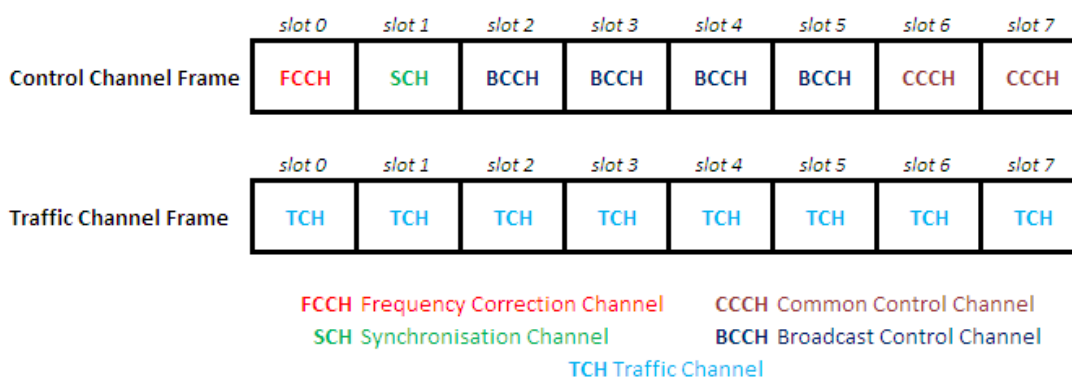 slot 0 slot 1 slot 2 slot 3 slot 4 slot 5 slot 6 slot 7
Control Channel Frame FCCH SCH BCCH BCCH BCCH BCCH CCCH CCCH
slot 0 slot 1 slot 2 slot 3 slot 4 slot 5 slot 6 slot 7
Traffic Channel Frame TCH TCH TCH TCH TCH TCH TCH TCH
FCCH Frequency Correction Channel CCCH Common Control Channel
SCH Synchronisation Channel BCCH Broadcast Control Channel
TCH Traffic Channel